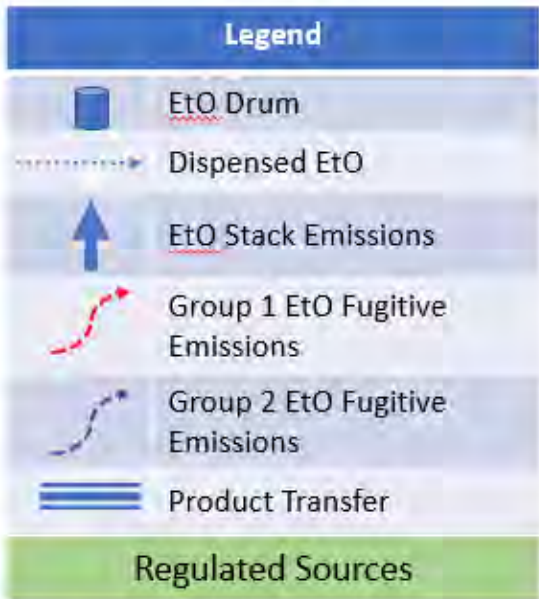 Legend
EtO Drum
Dispensed EtO
EtO Stack Emissions
Group 1 EtO Fugitive
Emissions
Group 2 EtO Fugitive
Emissions
Product Transfer
Regulated Sources